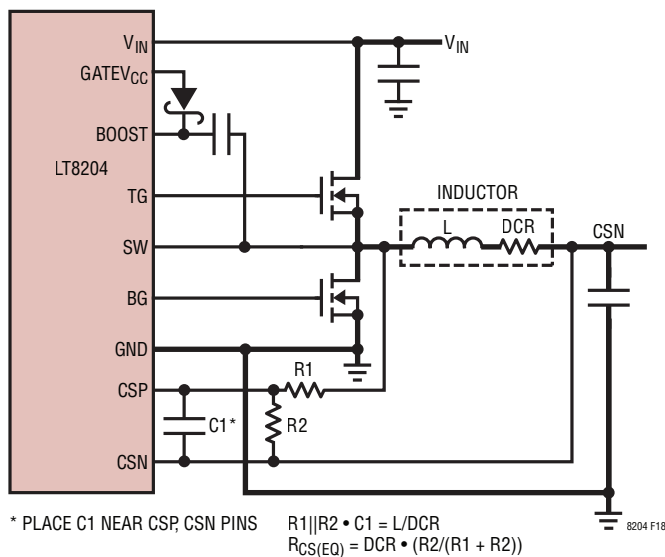 V_IN
V_IN
GATEV_CC
BOOST
LT8204
TG
INDUCTOR
L
DCR
CSN
SW
BG
GND
R1
CSP
C1*
R2
CSN
* PLACE C1 NEAR CSP, CSN PINS
R1||R2 • C1 = L/DCR
R_CS(EQ) = DCR • (R2/(R1 + R2))
8204 F18